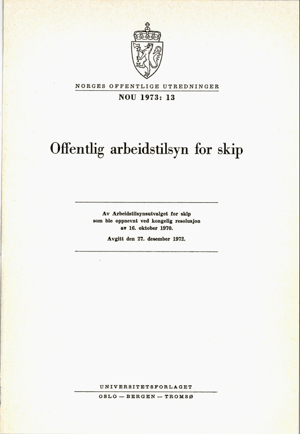 NORGES OFFENTLIGE UTREDNINGER
NOU 1973: 13
Offentlig arbeidstilsyn for skip
Av Arbeidstilsynsutvalget for skip
som ble oppnevnt ved kongelig resolusjon
av 16. oktober 1970.
Avgitt den 27. desember 1972.
UNIVERSITETSFORLAGET
OSLO — BERGEN — TROMSØ